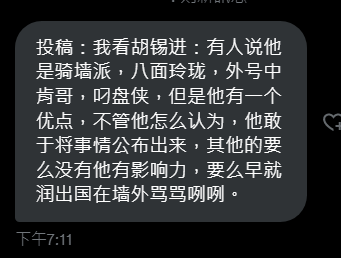 投稿：我看胡锡进：有人说他
是骑墙派，八面玲珑，外号中
肯哥，叼盘侠，但是他有一个
优点，不管他怎么认为，他敢
于将事情公布出来，其他的要
么没有他有影响力，要么早就
润出国在墙外骂骂咧咧。
下午7:11